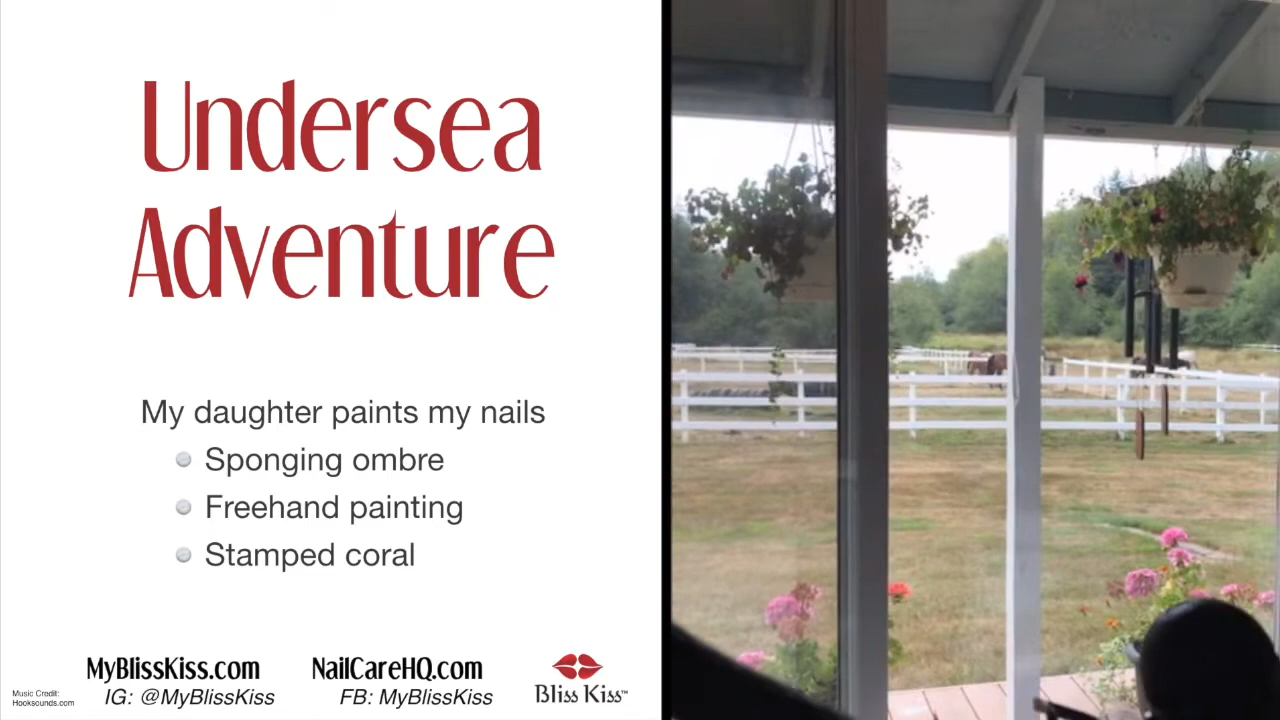 Undersea
Adventure
My daughter paints my nails
Sponging ombre
Freehand painting
Stamped coral
MyBlissKiss.com
NailCareHQ.com
IG: @MyBlissKiss
FB: MyBlissKiss
Bliss Kiss™
Music Credit:
Hooksounds.com